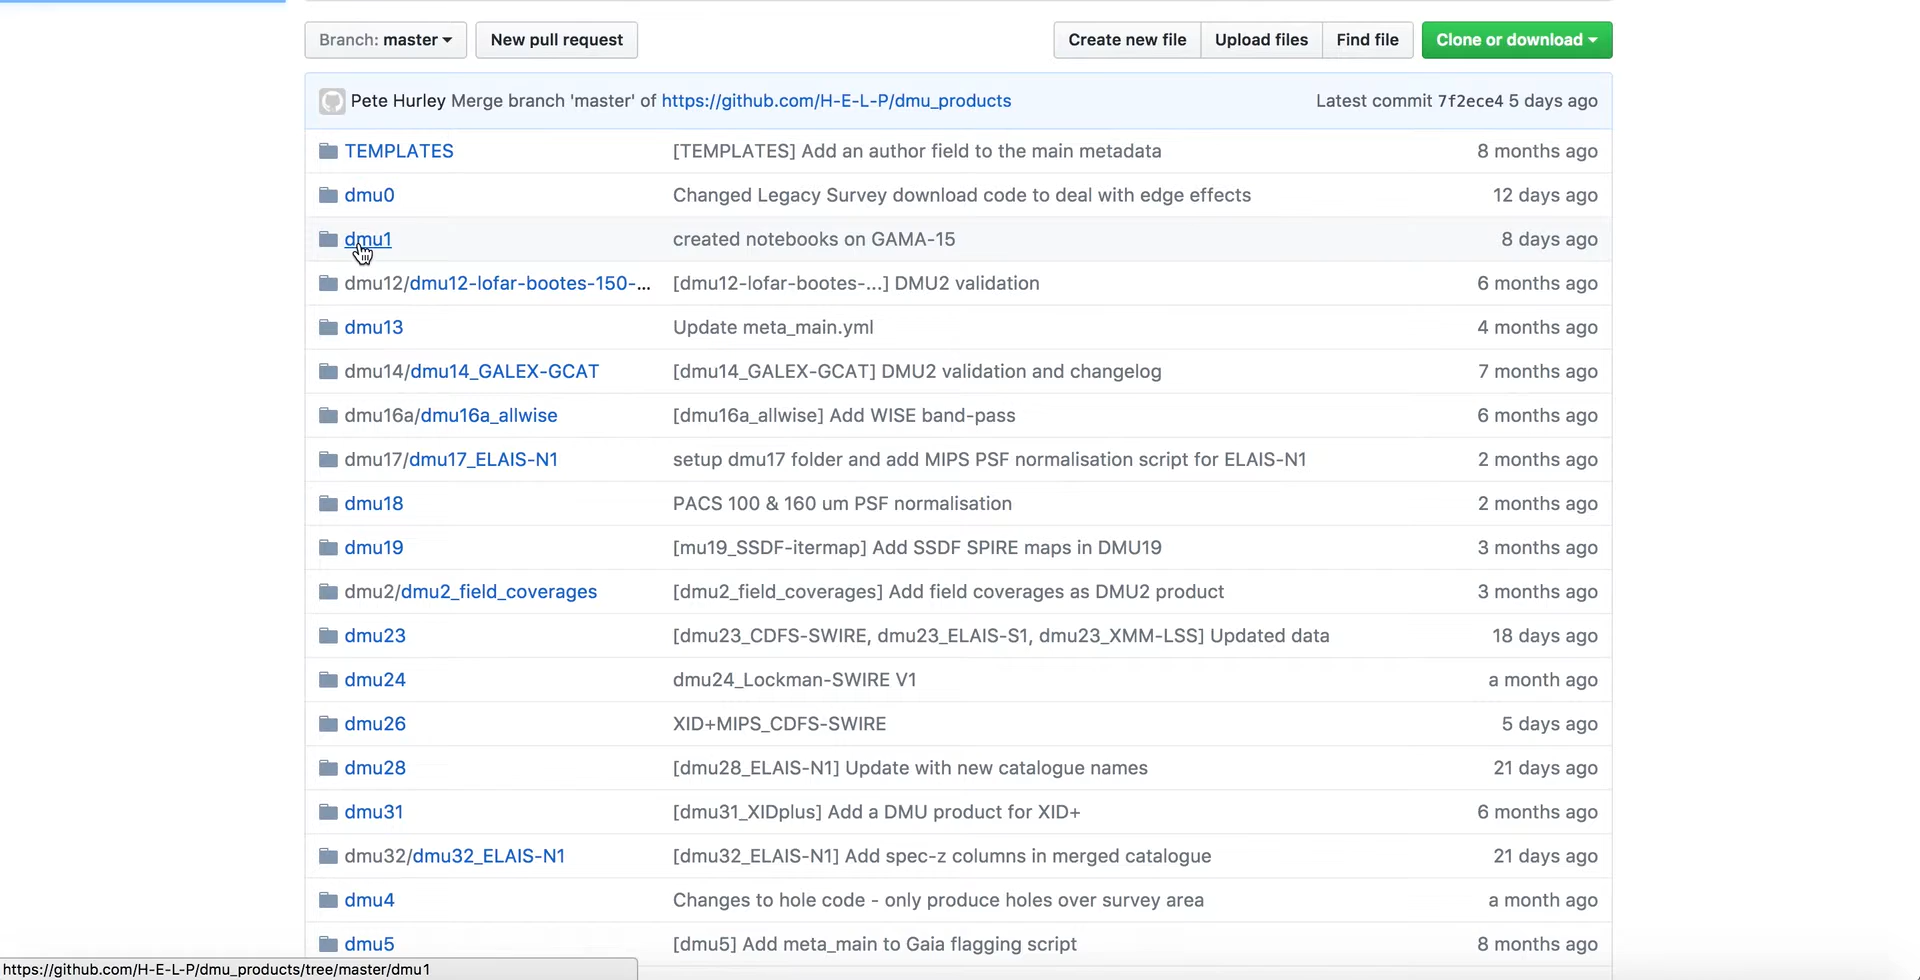 Branch: master New pull request Create new file Upload files Find file Clone or download
Pete Hurley Merge branch 'master' of https://github.com/H-E-L-P/dmu_products Latest commit 7f2ece4 5 days ago
TEMPLATES [TEMPLATES] Add an author field to the main metadata 8 months ago
dmu0 Changed Legacy Survey download code to deal with edge effects 12 days ago
dmu1 created notebooks on GAMA-15 8 days ago
dmu12/dmu12-lofar-bootes-150-... [dmu12-lofar-bootes-...] DMU2 validation 6 months ago
dmu13 Update meta_main.yml 4 months ago
dmu14/dmu14_GALEX-GCAT [dmu14_GALEX-GCAT] DMU2 validation and changelog 7 months ago
dmu16a/dmu16a_allwise [dmu16a_allwise] Add WISE band-pass 6 months ago
dmu17/dmu17_ELAIS-N1 setup dmu17 folder and add MIPS PSF normalisation script for ELAIS-N1 2 months ago
dmu18 PACS 100 & 160 um PSF normalisation 2 months ago
dmu19 [mu19_SSDF-itermap] Add SSDF SPIRE maps in DMU19 3 months ago
dmu2/dmu2_field_coverages [dmu2_field_coverages] Add field coverages as DMU2 product 3 months ago
dmu23 [dmu23_CDFS-SWIRE, dmu23_ELAIS-S1, dmu23_XMM-LSS] Updated data 18 days ago
dmu24 dmu24_Lockman-SWIRE V1 a month ago
dmu26 XID+MIPS_CDFS-SWIRE 5 days ago
dmu28 [dmu28_ELAIS-N1] Update with new catalogue names 21 days ago
dmu31 [dmu31_XIDplus] Add a DMU product for XID+ 6 months ago
dmu32/dmu32_ELAIS-N1 [dmu32_ELAIS-N1] Add spec-z columns in merged catalogue 21 days ago
dmu4 Changes to hole code - only produce holes over survey area a month ago
dmu5 [dmu5] Add meta_main to Gaia flagging script 8 months ago
https://github.com/H-E-L-P/dmu_products/tree/master/dmu1